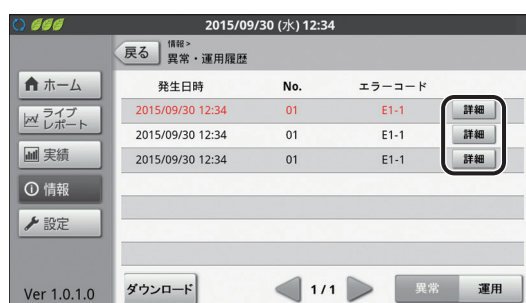 2015/09/30 (水) 12:34
戻る
情報>
異常・運用履歴
ホーム
ライブ
レポート
実績
情報
設定
Ver 1.0.1.0
発生日時 No. エラーコード
2015/09/30 12:34 01 E1-1 詳細
2015/09/30 12:34 01 E1-1 詳細
2015/09/30 12:34 01 E1-1 詳細
ダウンロード 1/1 異常 運用